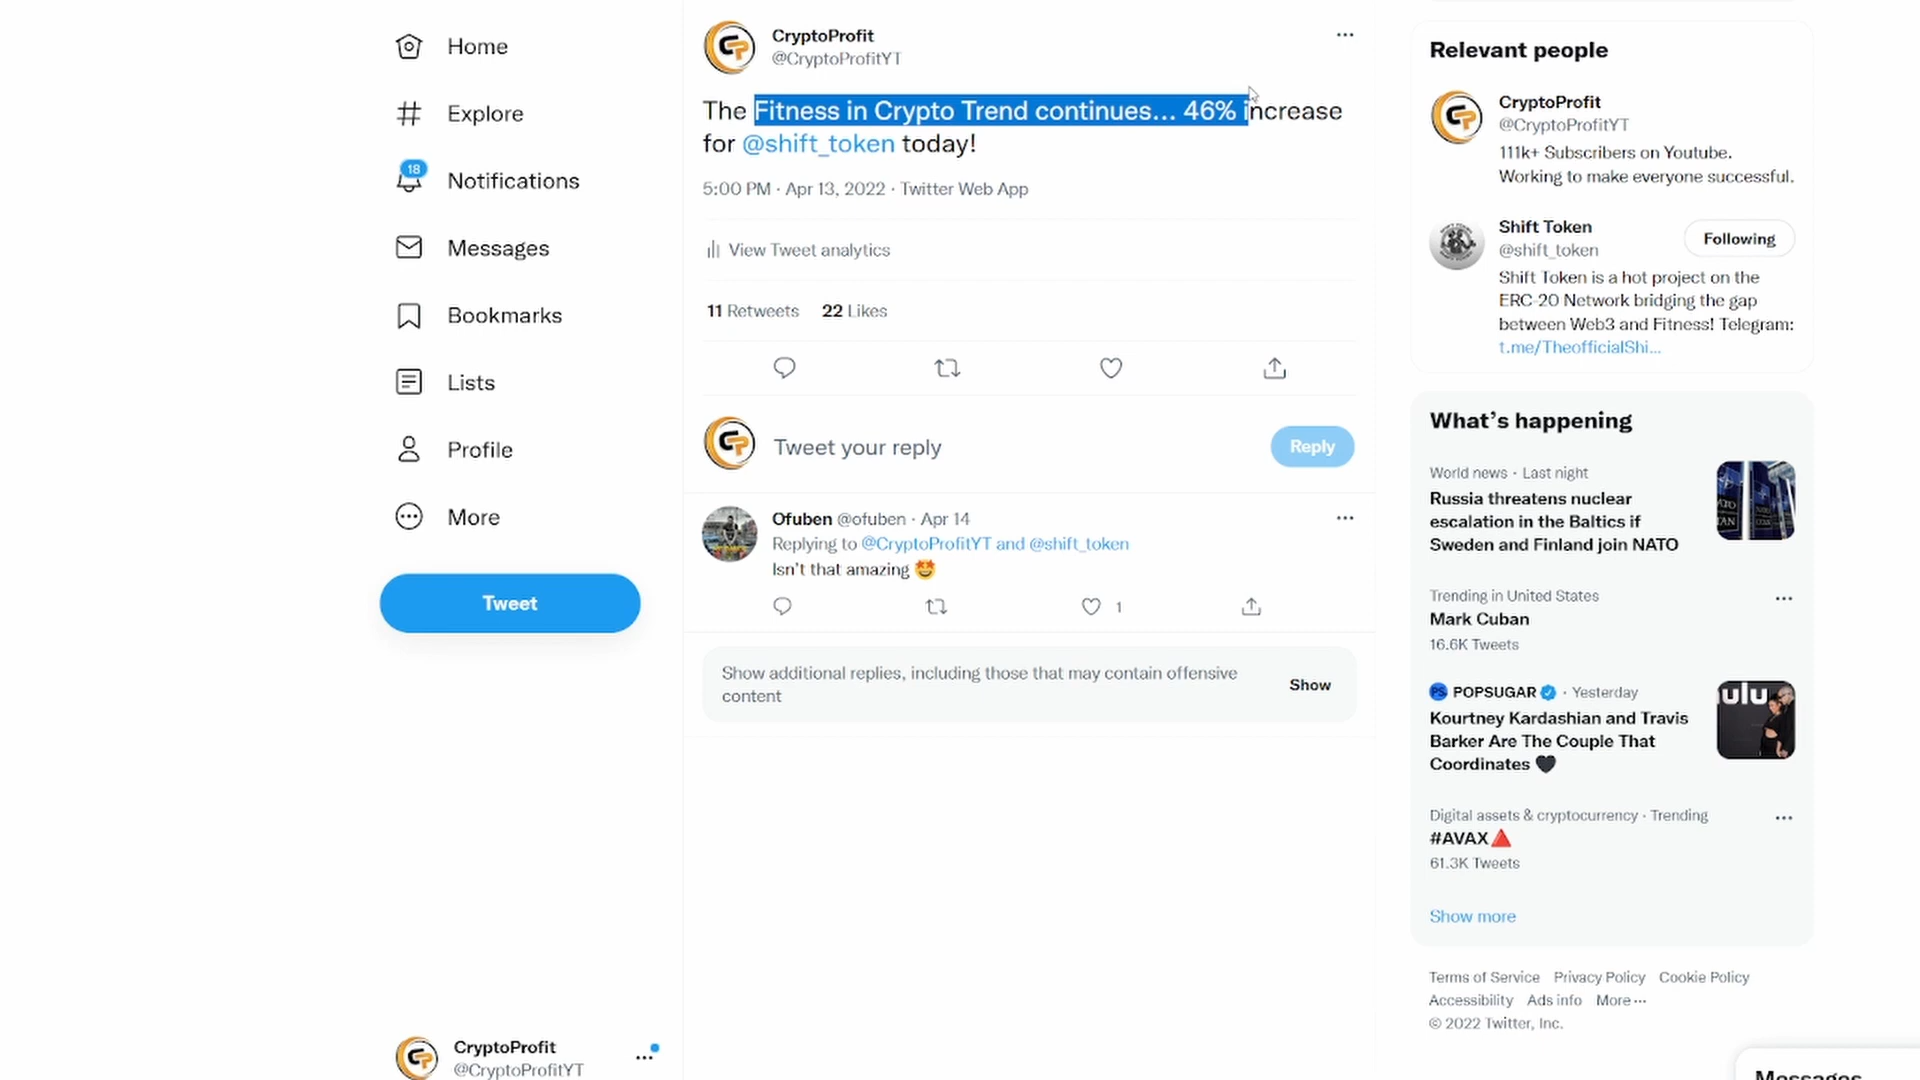 Home
Explore
18
Notifications
Messages
Bookmarks
Lists
Profile
More
Tweet
CryptoProfit
@CryptoProfitYT
CryptoProfit
@CryptoProfitYT
The Fitness in Crypto Trend continues... 46% increase
for @shift_token today!
5:00 PM · Apr 13, 2022 · Twitter Web App
View Tweet analytics
11 Retweets 22 Likes
Tweet your reply
Reply
Ofuben @ofuben · Apr 14
Replying to @CryptoProfitYT and @shift_token
Isn't that amazing 🤩
1
Show additional replies, including those that may contain offensive
content
Show
Relevant people
CryptoProfit
@CryptoProfitYT
111k+ Subscribers on Youtube.
Working to make everyone successful.
Shift Token
@shift_token
Following
Shift Token is a hot project on the
ERC-20 Network bridging the gap
between Web3 and Fitness! Telegram:
t.me/TheofficialShi...
What's happening
World news · Last night
Russia threatens nuclear
escalation in the Baltics if
Sweden and Finland join NATO
Trending in United States
Mark Cuban
16.6K Tweets
POPSUGAR · Yesterday
Kourtney Kardashian and Travis
Barker Are The Couple That
Coordinates 🖤
ulu
Digital assets & cryptocurrency · Trending
#AVAX🔺
61.3K Tweets
Show more
Terms of Service Privacy Policy Cookie Policy
Accessibility Ads info More ···
© 2022 Twitter, Inc.
Messages